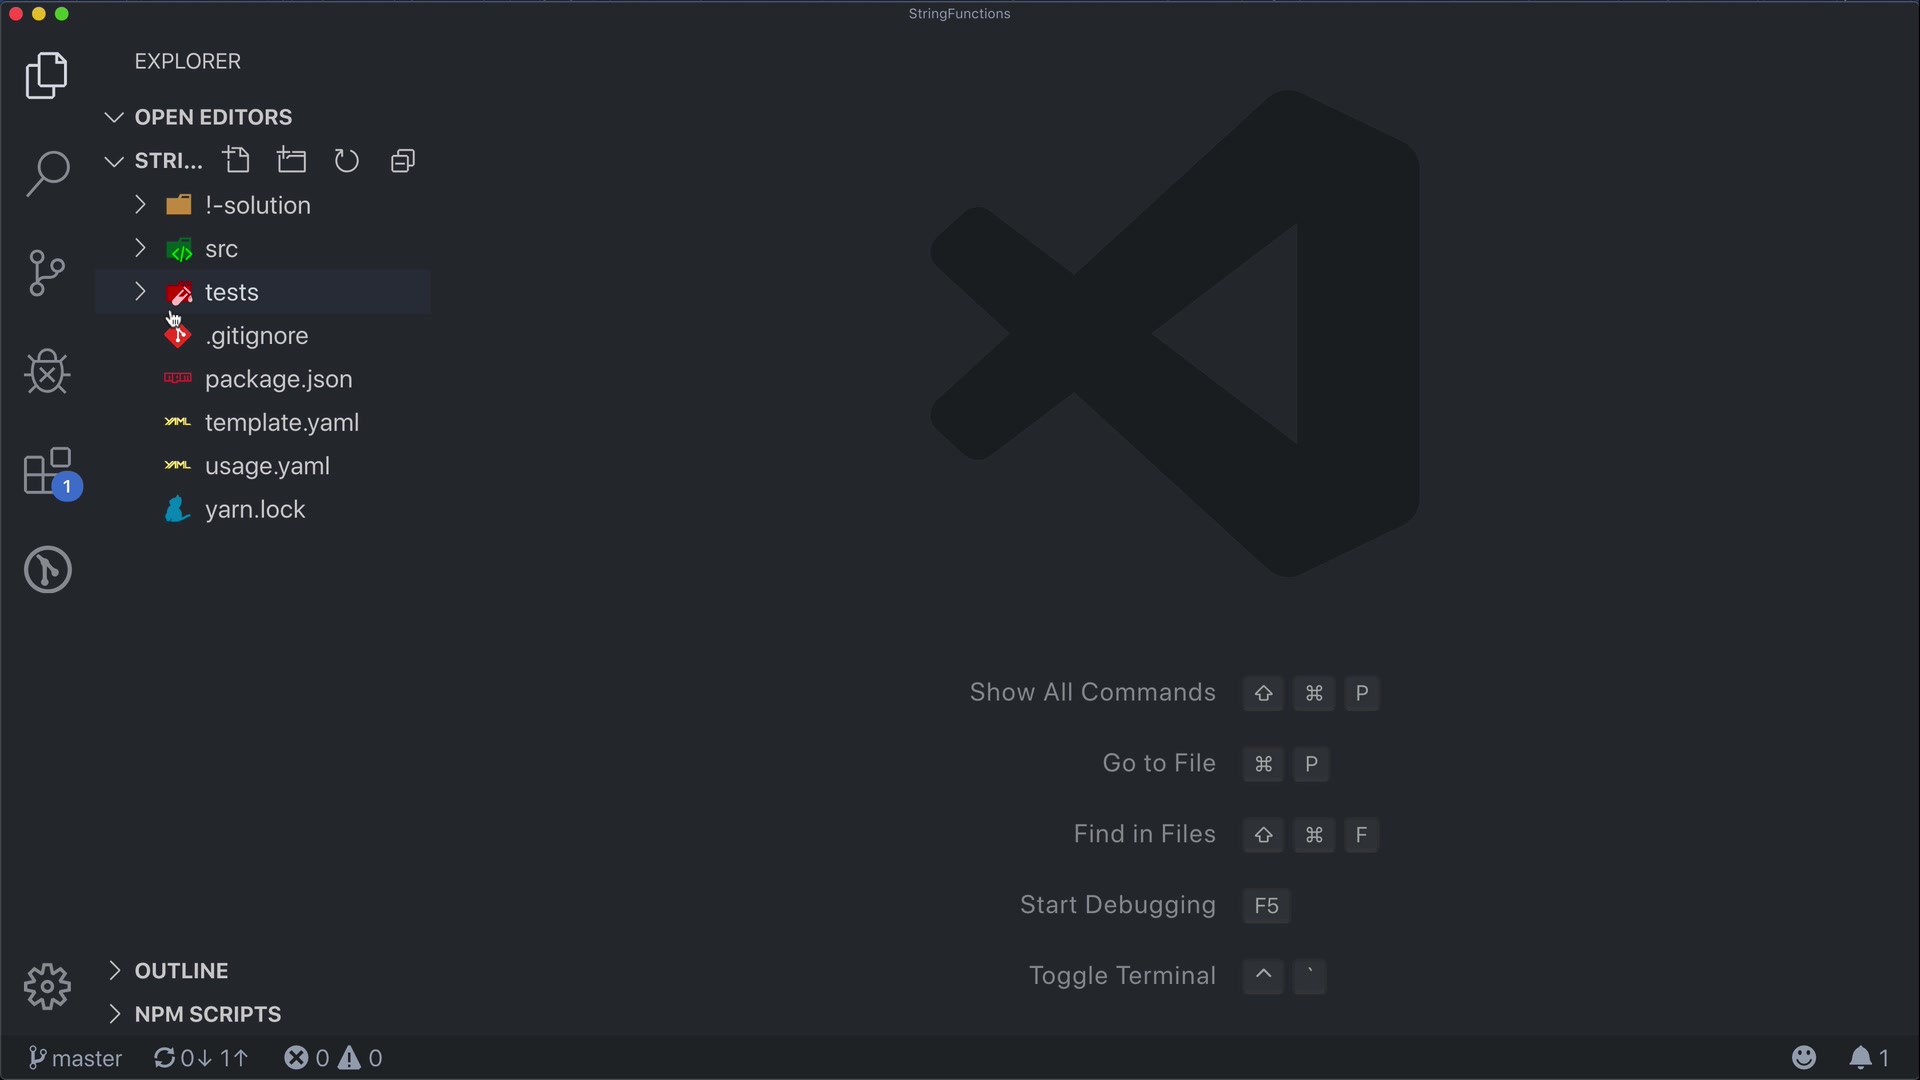 StringFunctions
EXPLORER
OPEN EDITORS
STRI...
!-solution
src
tests
.gitignore
package.json
template.yaml
usage.yaml
yarn.lock
1
Show All Commands ⇧ ⌘ P
Go to File ⌘ P
Find in Files ⇧ ⌘ F
Start Debugging F5
Toggle Terminal ^ `
OUTLINE
NPM SCRIPTS
master 0↓ 1↑ 0 0 1